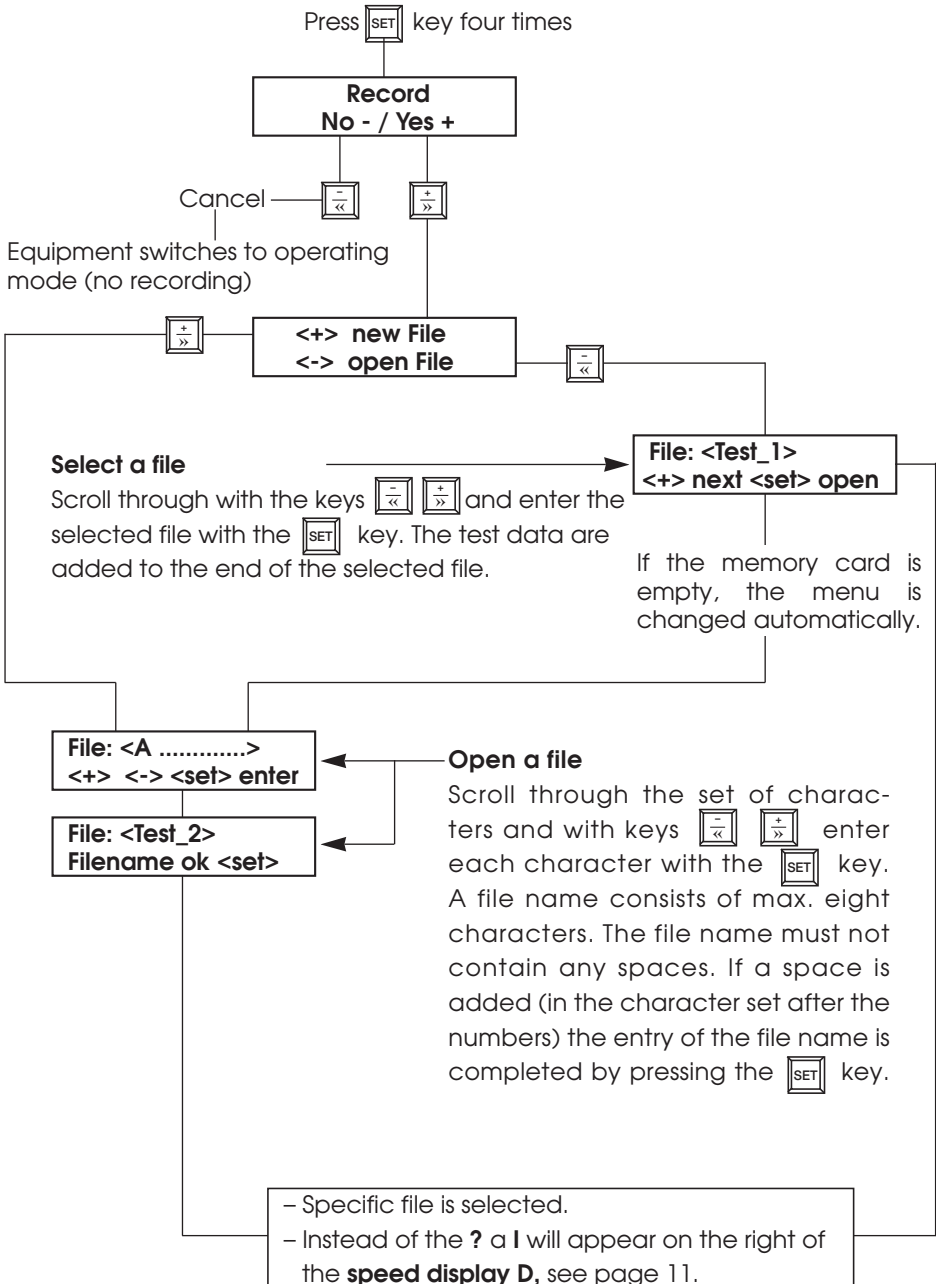 Press SET key four times
Record
No - / Yes +
Cancel
- « + »
Equipment switches to operating
mode (no recording)
+ »
<+> new File
<-> open File
- «
File: <Test_1>
<+> next <set> open
Select a file
Scroll through with the keys - « + » and enter the
selected file with the SET key. The test data are
added to the end of the selected file.
If the memory card is
empty, the menu is
changed automatically.
File: <A .............>
<+> <-> <set> enter
File: <Test_2>
Filename ok <set>
Open a file
Scroll through the set of charac-
ters and with keys - « + » enter
each character with the SET key.
A file name consists of max. eight
characters. The file name must not
contain any spaces. If a space is
added (in the character set after the
numbers) the entry of the file name is
completed by pressing the SET key.
– Specific file is selected.
– Instead of the ? a I will appear on the right of
the speed display D, see page 11.